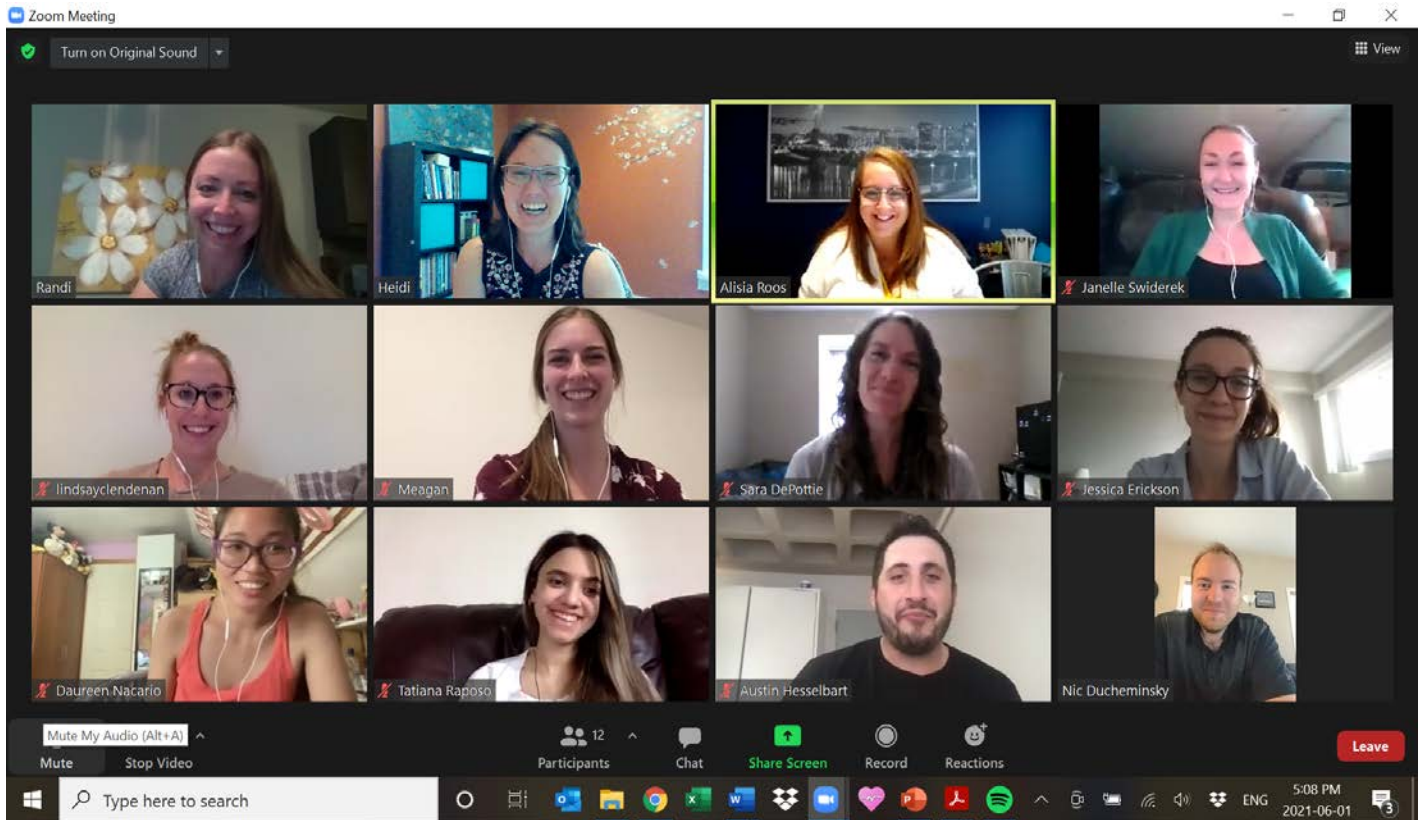 Zoom Meeting
Turn on Original Sound
View
Randi
Heidi
Alisia Roos
Janelle Swiderek
lindsayclendenan
Meagan
Sara DePottie
Jessica Erickson
Daureen Nacario
Tatiana Raposo
Austin Hesselbart
Nic Ducheminsky
Mute My Audio (Alt+A)
12
Mute
Stop Video
Participants
Chat
Share Screen
Record
Reactions
Leave
Type here to search
ENG
5:08 PM
2021-06-01
3